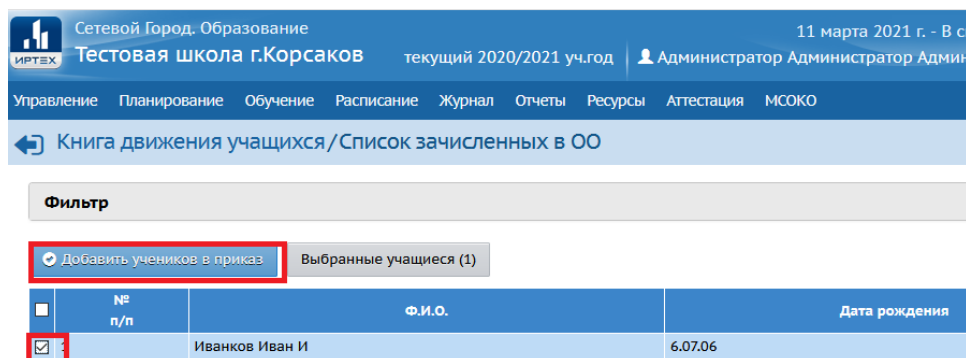 Сетевой Город. Образование
11 марта 2021 г. - В с
ИРТЕХ
Тестовая школа г.Корсаков
текущий 2020/2021 уч.год
Администратор Администратор Админ
Управление Планирование Обучение Расписание Журнал Отчеты Ресурсы Аттестация МСОКО
Книга движения учащихся/Список зачисленных в ОО
Фильтр
Добавить учеников в приказ
Выбранные учащиеся (1)
№ п/п
Ф.И.О.
Дата рождения
1 Иванков Иван И 6.07.06